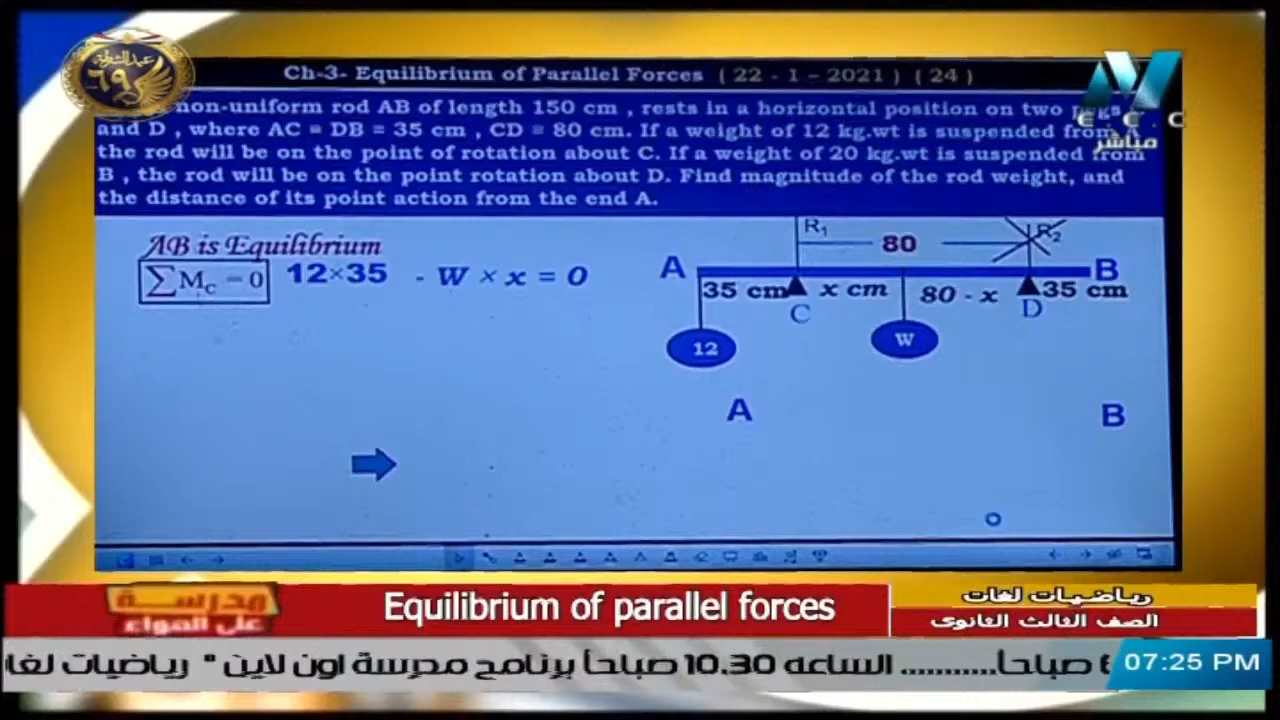 عيد الشرطة
٦٩
Ch-3- Equilibrium of Parallel Forces ( 22 - 1 – 2021 ) ( 24 )
non-uniform rod AB of length 150 cm , rests in a horizontal position on two pegs
and D , where AC = DB = 35 cm , CD = 80 cm. If a weight of 12 kg.wt is suspended from A
the rod will be on the point of rotation about C. If a weight of 20 kg.wt is suspended from
B , the rod will be on the point rotation about D. Find magnitude of the rod weight, and
the distance of its point action from the end A.
E C . C
مباشر
AB is Equilibrium
∑Mc = 0 12×35 - W × x = 0
R1 80 R2
A B
35 cm x cm 80 - x 35 cm
C D
12 W
A B
مدرسة
على الهواء
Equilibrium of parallel forces
رياضيات لغات
الصف الثالث الثانوى
صباحاً........... الساعه 10.30 صباحاً برنامج مدرسة اون لاين " رياضيات لغا
07:25 PM